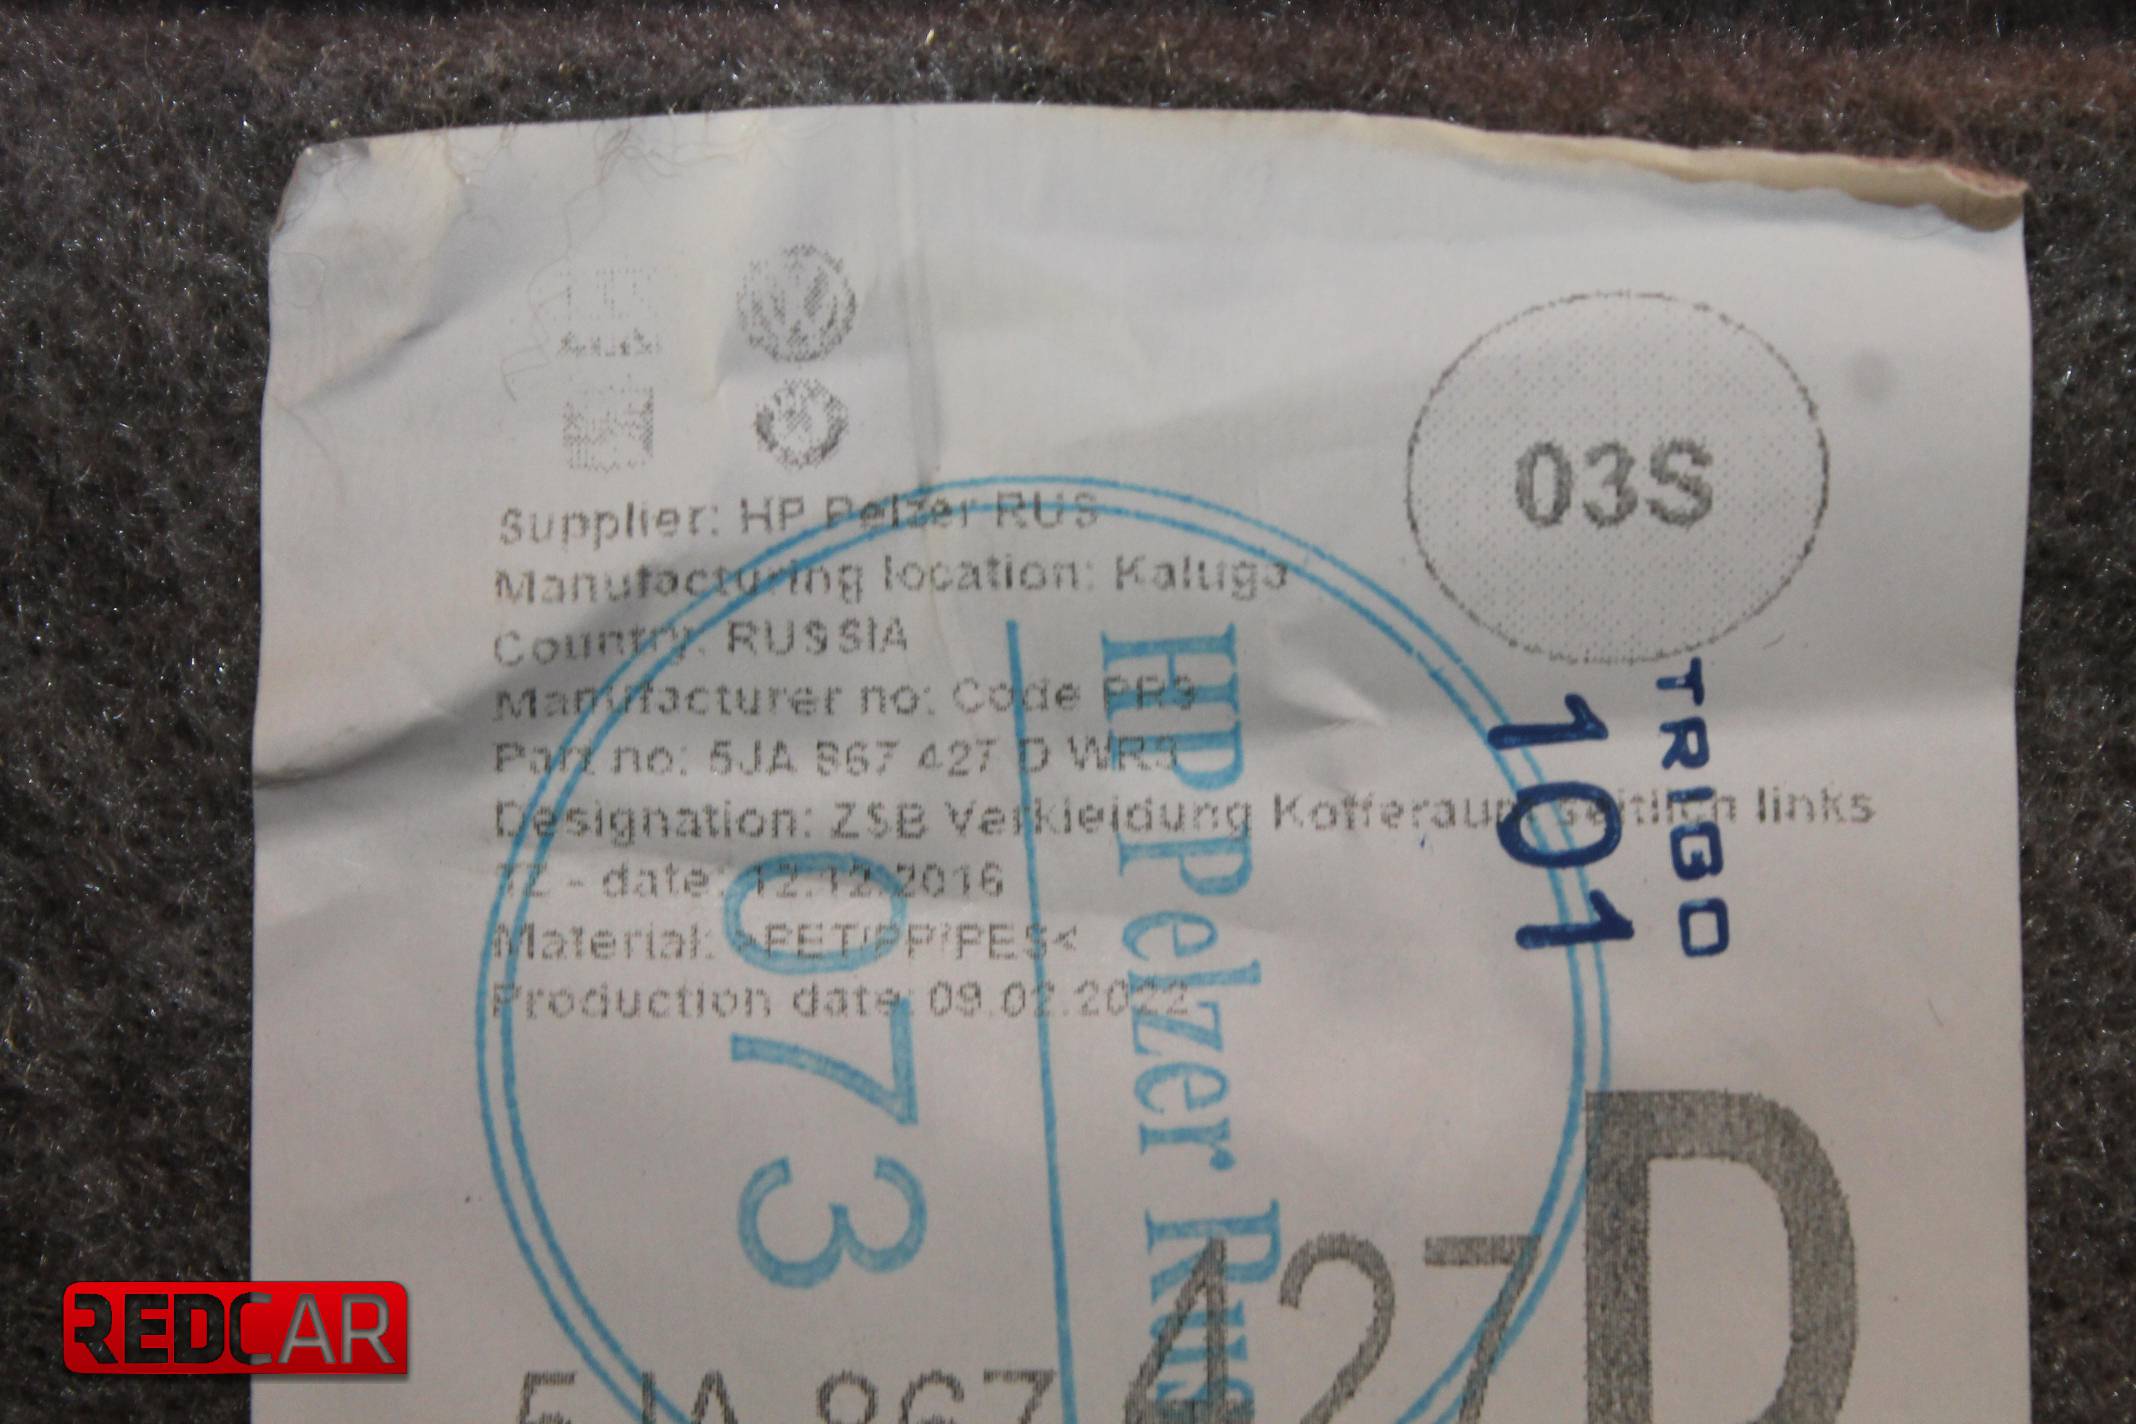 03S
Supplier: HP Pelzer RUS
Manufacturing location: Kaluga
Country: RUSSIA
Manufacturer no: Code PR3
Part no: 5JA 867 427 D WR3
Designation: ZSB Verkleidung Kofferaum seitlich links
TZ - date: 12.12.2016
Material: >PET/PP/PES<
Production date: 09.02.2022
TRIGO
101
HP Pelzer Rus
073
5JA 867 427 D
REDCAR